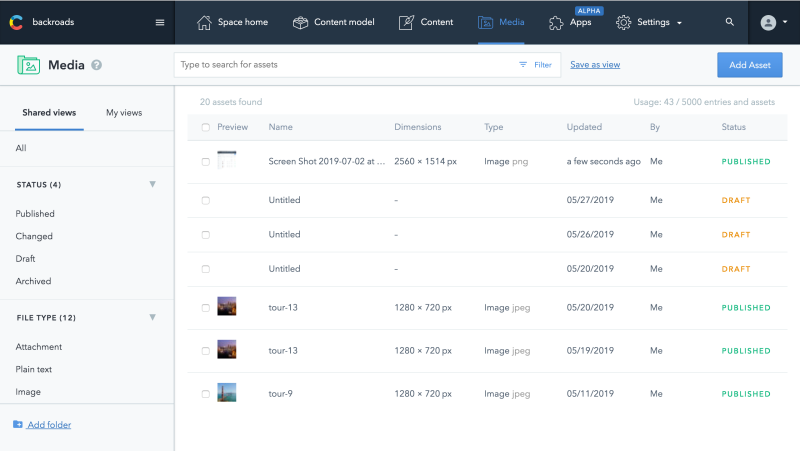 backroads
Space home
Content model
Content
Media
ALPHA
Apps
Settings
Media ?
Type to search for assets
Filter
Save as view
Add Asset
Shared views
My views
All
STATUS (4)
Published
Changed
Draft
Archived
FILE TYPE (12)
Attachment
Plain text
Image
Add folder
20 assets found
Usage: 43 / 5000 entries and assets
Preview Name Dimensions Type Updated By Status
Screen Shot 2019-07-02 at ... 2560 × 1514 px Image png a few seconds ago Me PUBLISHED
Untitled – 05/27/2019 Me DRAFT
Untitled – 05/26/2019 Me DRAFT
Untitled – 05/20/2019 Me DRAFT
tour-13 1280 × 720 px Image jpeg 05/20/2019 Me PUBLISHED
tour-13 1280 × 720 px Image jpeg 05/19/2019 Me PUBLISHED
tour-9 1280 × 720 px Image jpeg 05/11/2019 Me PUBLISHED